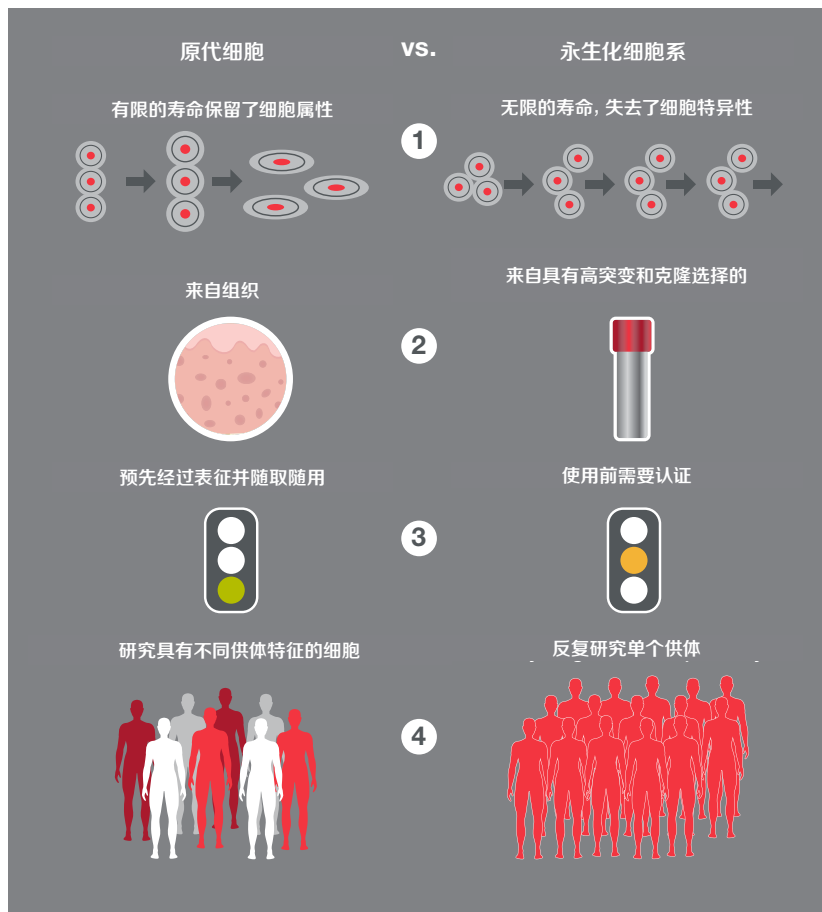 原代细胞
vs.
永生化细胞系
有限的寿命保留了细胞属性
无限的寿命, 失去了细胞特异性
1
来自组织
来自具有高突变和克隆选择的
2
预先经过表征并随取随用
使用前需要认证
3
研究具有不同供体特征的细胞
反复研究单个供体
4